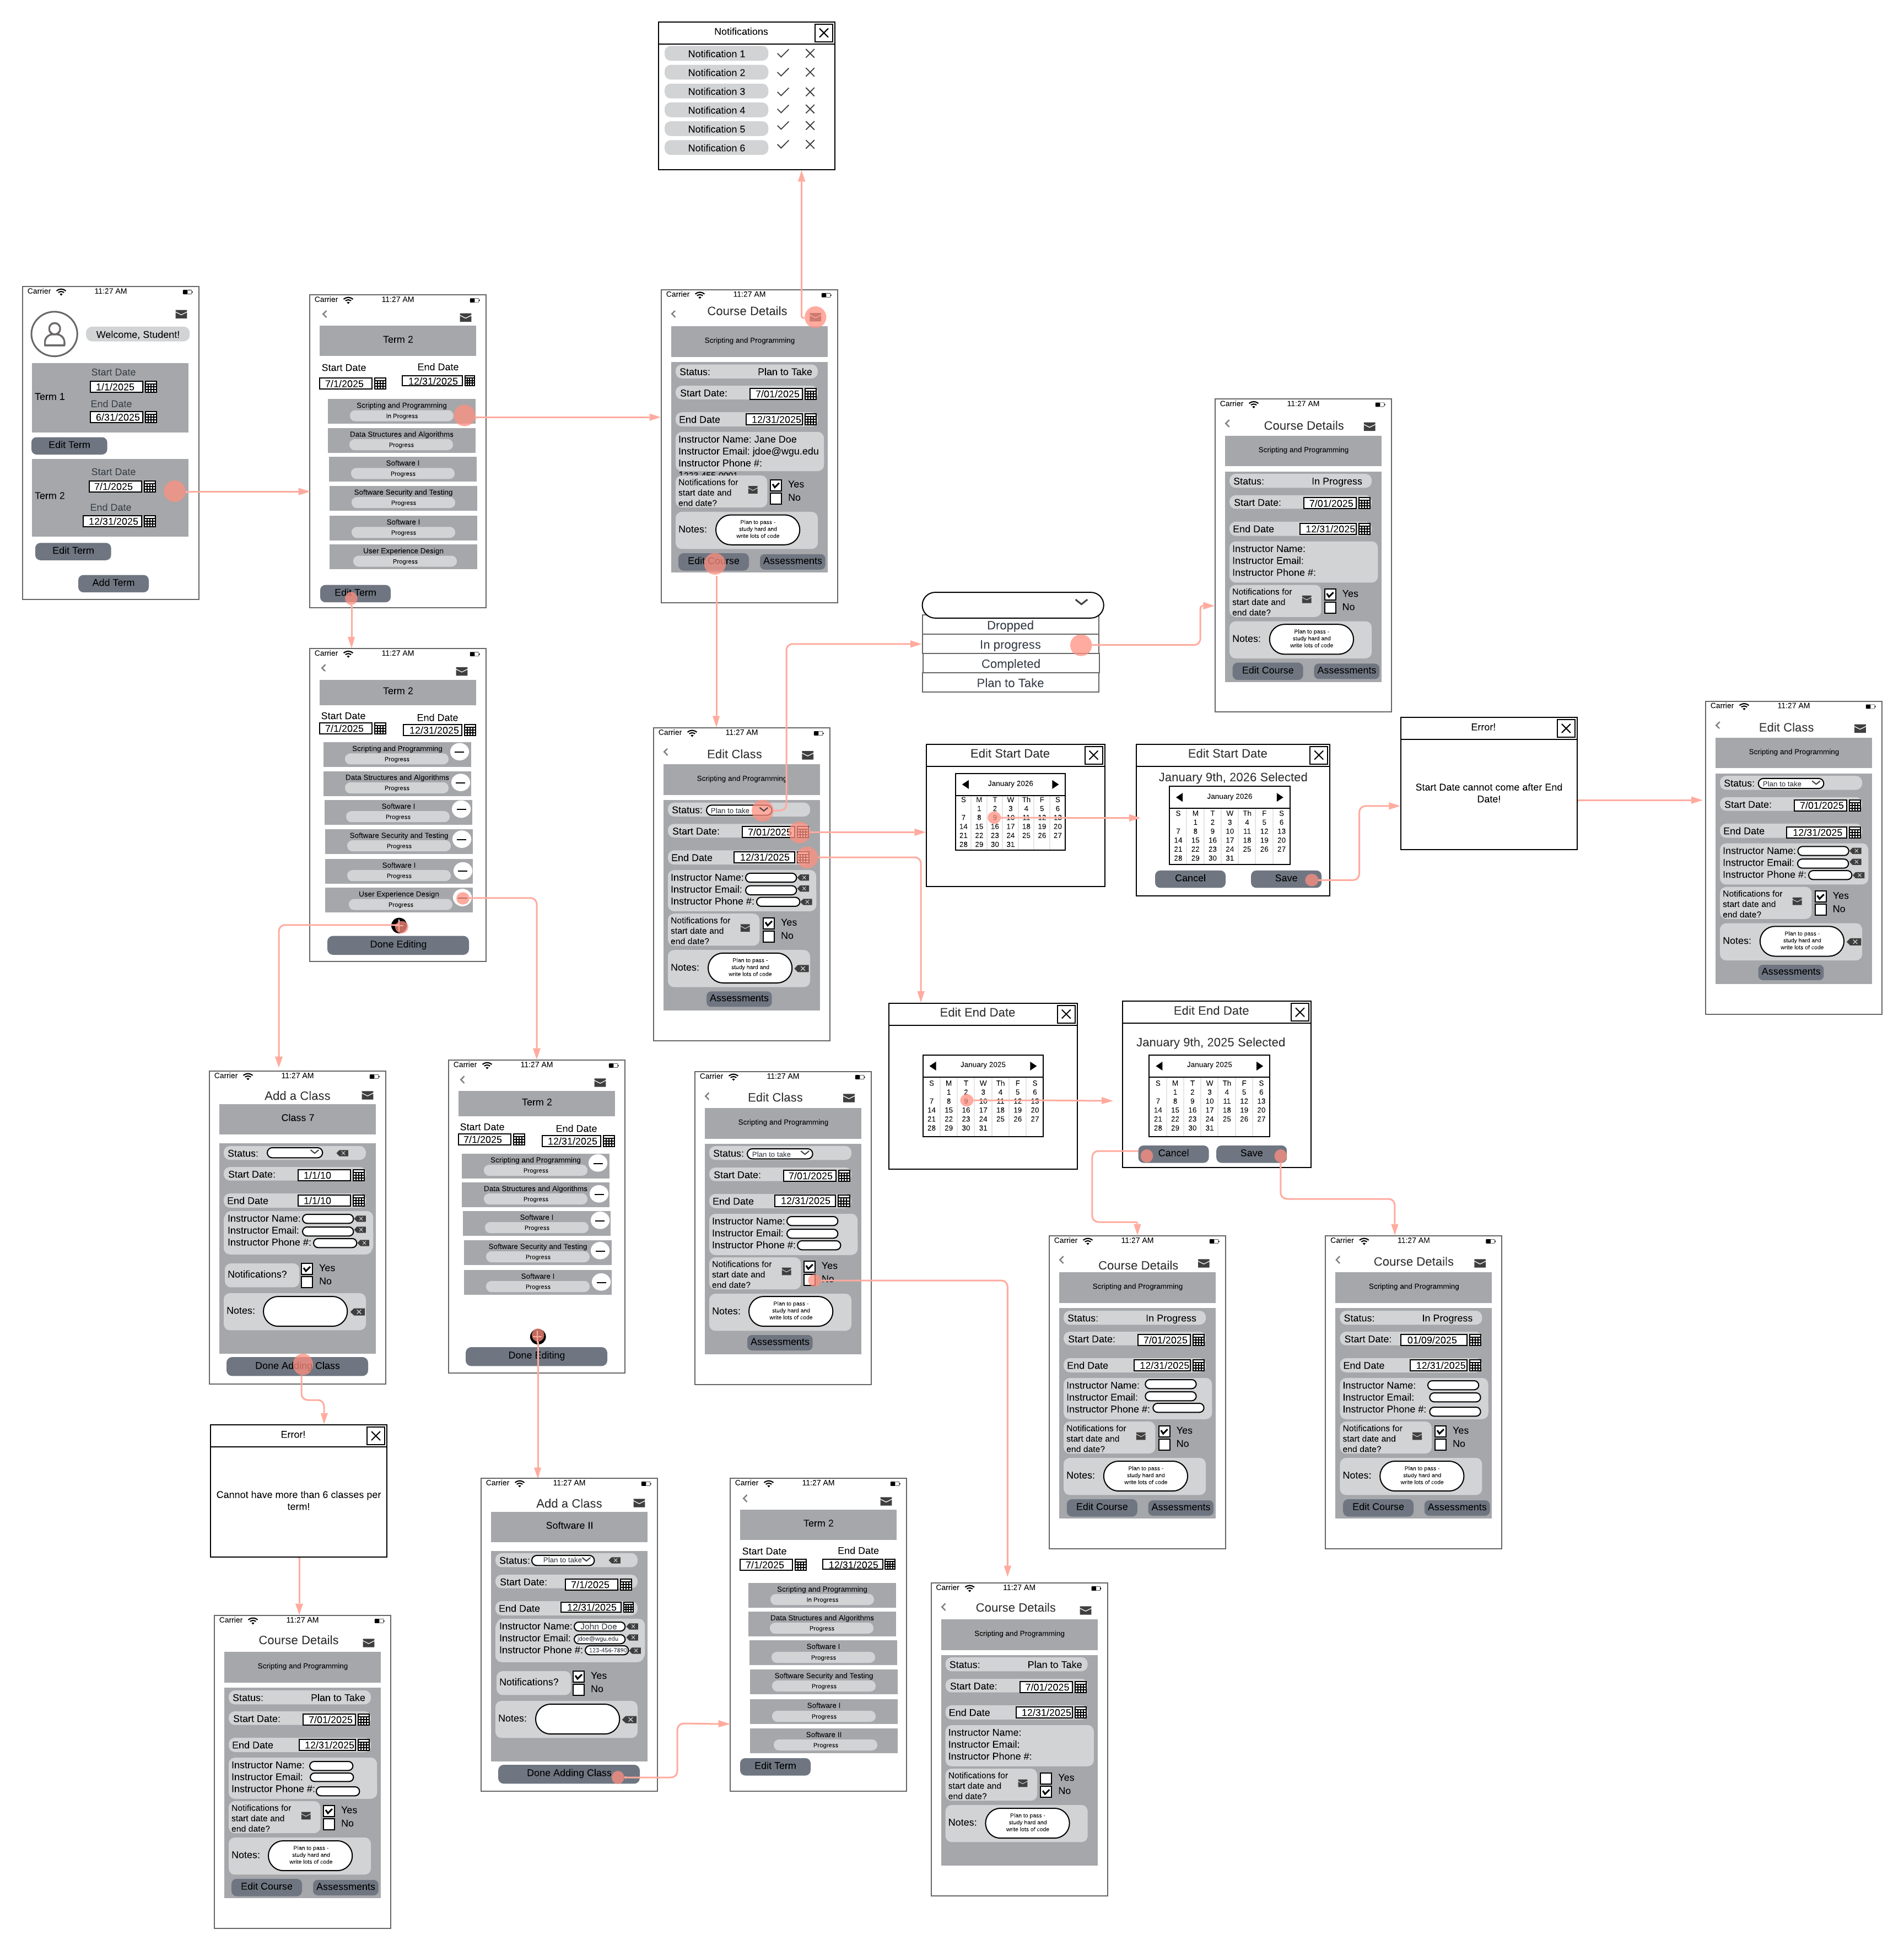 Notifications
Notification 1
Notification 2
Notification 3
Notification 4
Notification 5
Notification 6
Carrier 11:27 AM
Welcome, Student!
Start Date
1/1/2025
Term 1
End Date
6/31/2025
Edit Term
Start Date
7/1/2025
Term 2
End Date
12/31/2025
Edit Term
Add Term
Carrier 11:27 AM
Term 2
Start Date End Date
7/1/2025 12/31/2025
Scripting and Programming
In Progress
Data Structures and Algorithms
Progress
Software I
Progress
Software Security and Testing
Progress
Software I
Progress
User Experience Design
Progress
Edit Term
Carrier 11:27 AM
Course Details
Scripting and Programming
Status: Plan to Take
Start Date: 7/01/2025
End Date 12/31/2025
Instructor Name: Jane Doe
Instructor Email: jdoe@wgu.edu
Instructor Phone #:
Notifications for
start date and
end date?
Yes
No
Notes:
Plan to pass -
study hard and
write lots of code
Edit Course Assessments
Dropped
In progress
Completed
Plan to Take
Carrier 11:27 AM
Course Details
Scripting and Programming
Status: In Progress
Start Date: 7/01/2025
End Date 12/31/2025
Instructor Name:
Instructor Email:
Instructor Phone #:
Notifications for
start date and
end date?
Yes
No
Notes:
Plan to pass -
study hard and
write lots of code
Edit Course Assessments
Carrier 11:27 AM
Term 2
Start Date End Date
7/1/2025 12/31/2025
Scripting and Programming
Progress
Data Structures and Algorithms
Progress
Software I
Progress
Software Security and Testing
Progress
Software I
Progress
User Experience Design
Progress
Done Editing
Carrier 11:27 AM
Edit Class
Scripting and Programming
Status: Plan to take
Start Date: 7/01/2025
End Date 12/31/2025
Instructor Name:
Instructor Email:
Instructor Phone #:
Notifications for
start date and
end date?
Yes
No
Notes:
Plan to pass -
study hard and
write lots of code
Assessments
Edit Start Date
January 2026
S M T W Th F S
1 2 3 4 5 6
7 8 9 10 11 12 13
14 15 16 17 18 19 20
21 22 23 24 25 26 27
28 29 30 31
Edit Start Date
January 9th, 2026 Selected
January 2026
S M T W Th F S
1 2 3 4 5 6
7 8 9 10 11 12 13
14 15 16 17 18 19 20
21 22 23 24 25 26 27
28 29 30 31
Cancel Save
Error!
Start Date cannot come after End
Date!
Carrier 11:27 AM
Edit Class
Scripting and Programming
Status: Plan to take
Start Date: 7/01/2025
End Date 12/31/2025
Instructor Name:
Instructor Email:
Instructor Phone #:
Notifications for
start date and
end date?
Yes
No
Notes:
Plan to pass -
study hard and
write lots of code
Assessments
Edit End Date
January 2025
S M T W Th F S
1 2 3 4 5 6
7 8 9 10 11 12 13
14 15 16 17 18 19 20
21 22 23 24 25 26 27
28 29 30 31
Edit End Date
January 9th, 2025 Selected
January 2025
S M T W Th F S
1 2 3 4 5 6
7 8 9 10 11 12 13
14 15 16 17 18 19 20
21 22 23 24 25 26 27
28 29 30 31
Cancel Save
Carrier 11:27 AM
Add a Class
Class 7
Status:
Start Date: 1/1/10
End Date 1/1/10
Instructor Name:
Instructor Email:
Instructor Phone #:
Notifications?
Yes
No
Notes:
Done Adding Class
Carrier 11:27 AM
Term 2
Start Date End Date
7/1/2025 12/31/2025
Scripting and Programming
Progress
Data Structures and Algorithms
Progress
Software I
Progress
Software Security and Testing
Progress
Software I
Progress
Done Editing
Carrier 11:27 AM
Edit Class
Scripting and Programming
Status: Plan to take
Start Date: 7/01/2025
End Date 12/31/2025
Instructor Name:
Instructor Email:
Instructor Phone #:
Notifications for
start date and
end date?
Yes
No
Notes:
Plan to pass -
study hard and
write lots of code
Assessments
Carrier 11:27 AM
Course Details
Scripting and Programming
Status: In Progress
Start Date: 7/01/2025
End Date 12/31/2025
Instructor Name:
Instructor Email:
Instructor Phone #:
Notifications for
start date and
end date?
Yes
No
Notes:
Plan to pass -
study hard and
write lots of code
Edit Course Assessments
Carrier 11:27 AM
Course Details
Scripting and Programming
Status: In Progress
Start Date: 01/09/2025
End Date 12/31/2025
Instructor Name:
Instructor Email:
Instructor Phone #:
Notifications for
start date and
end date?
Yes
No
Notes:
Plan to pass -
study hard and
write lots of code
Edit Course Assessments
Error!
Cannot have more than 6 classes per
term!
Carrier 11:27 AM
Course Details
Scripting and Programming
Status: Plan to Take
Start Date: 7/01/2025
End Date 12/31/2025
Instructor Name:
Instructor Email:
Instructor Phone #:
Notifications for
start date and
end date?
Yes
No
Notes:
Plan to pass -
study hard and
write lots of code
Edit Course Assessments
Carrier 11:27 AM
Add a Class
Software II
Status: Plan to take
Start Date: 7/1/2025
End Date 12/31/2025
Instructor Name: John Doe
Instructor Email: jdoe@wgu.edu
Instructor Phone #: 123-456-7890
Notifications?
Yes
No
Notes:
Done Adding Class
Carrier 11:27 AM
Term 2
Start Date End Date
7/1/2025 12/31/2025
Scripting and Programming
In Progress
Data Structures and Algorithms
Progress
Software I
Progress
Software Security and Testing
Progress
Software I
Progress
Software II
Progress
Edit Term
Carrier 11:27 AM
Course Details
Scripting and Programming
Status: Plan to Take
Start Date: 7/01/2025
End Date 12/31/2025
Instructor Name:
Instructor Email:
Instructor Phone #:
Notifications for
start date and
end date?
Yes
No
Notes:
Plan to pass -
study hard and
write lots of code